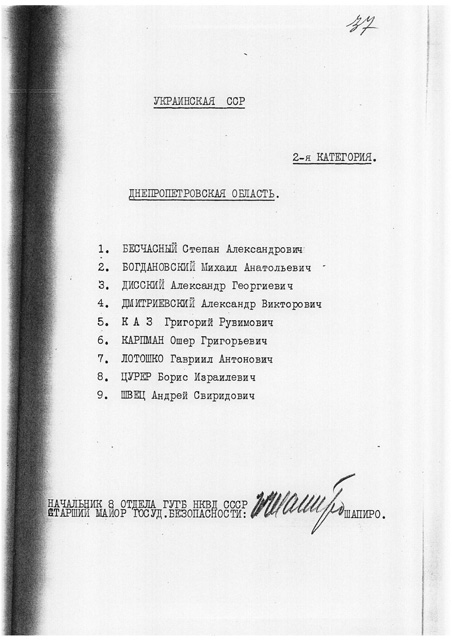 37
УКРАИНСКАЯ ССР
2-я КАТЕГОРИЯ.
ДНЕПРОПЕТРОВСКАЯ ОБЛАСТЬ.
1. БЕСЧАСНЫЙ Степан Александрович
2. БОГДАНОВСКИЙ Михаил Анатольевич
3. ДИССКИЙ Александр Георгиевич
4. ДМИТРИЕВСКИЙ Александр Викторович
5. К А З Григорий Рувимович
6. КАРПМАН Ошер Григорьевич
7. ЛОТОШКО Гавриил Антонович
8. ЦУРЕР Борис Израилевич
9. ШВЕЦ Андрей Свиридович
НАЧАЛЬНИК 8 ОТДЕЛА ГУГБ НКВД СССР
СТАРШИЙ МАЙОР ГОСУД.БЕЗОПАСНОСТИ: Шапиро ШАПИРО.